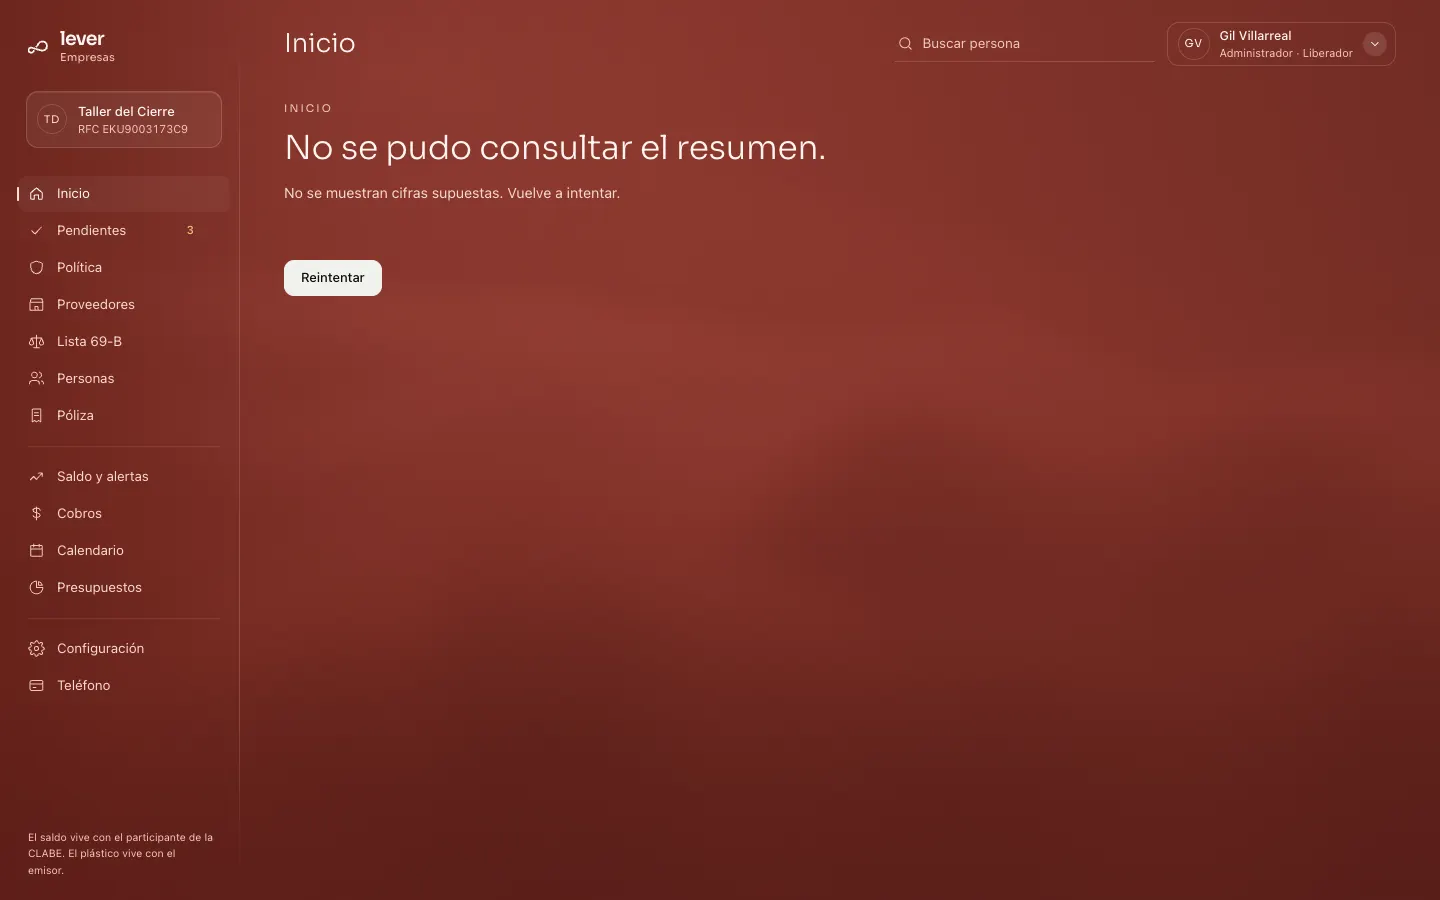 lever
Empresas
TD
Taller del Cierre
RFC EKU9003173C9
Inicio
Pendientes 3
Política
Proveedores
Lista 69-B
Personas
Póliza
Saldo y alertas
Cobros
Calendario
Presupuestos
Configuración
Teléfono
El saldo vive con el participante de la
CLABE. El plástico vive con el
emisor.
Inicio
Buscar persona
GV
Gil Villarreal
Administrador · Liberador
INICIO
No se pudo consultar el resumen.
No se muestran cifras supuestas. Vuelve a intentar.
Reintentar